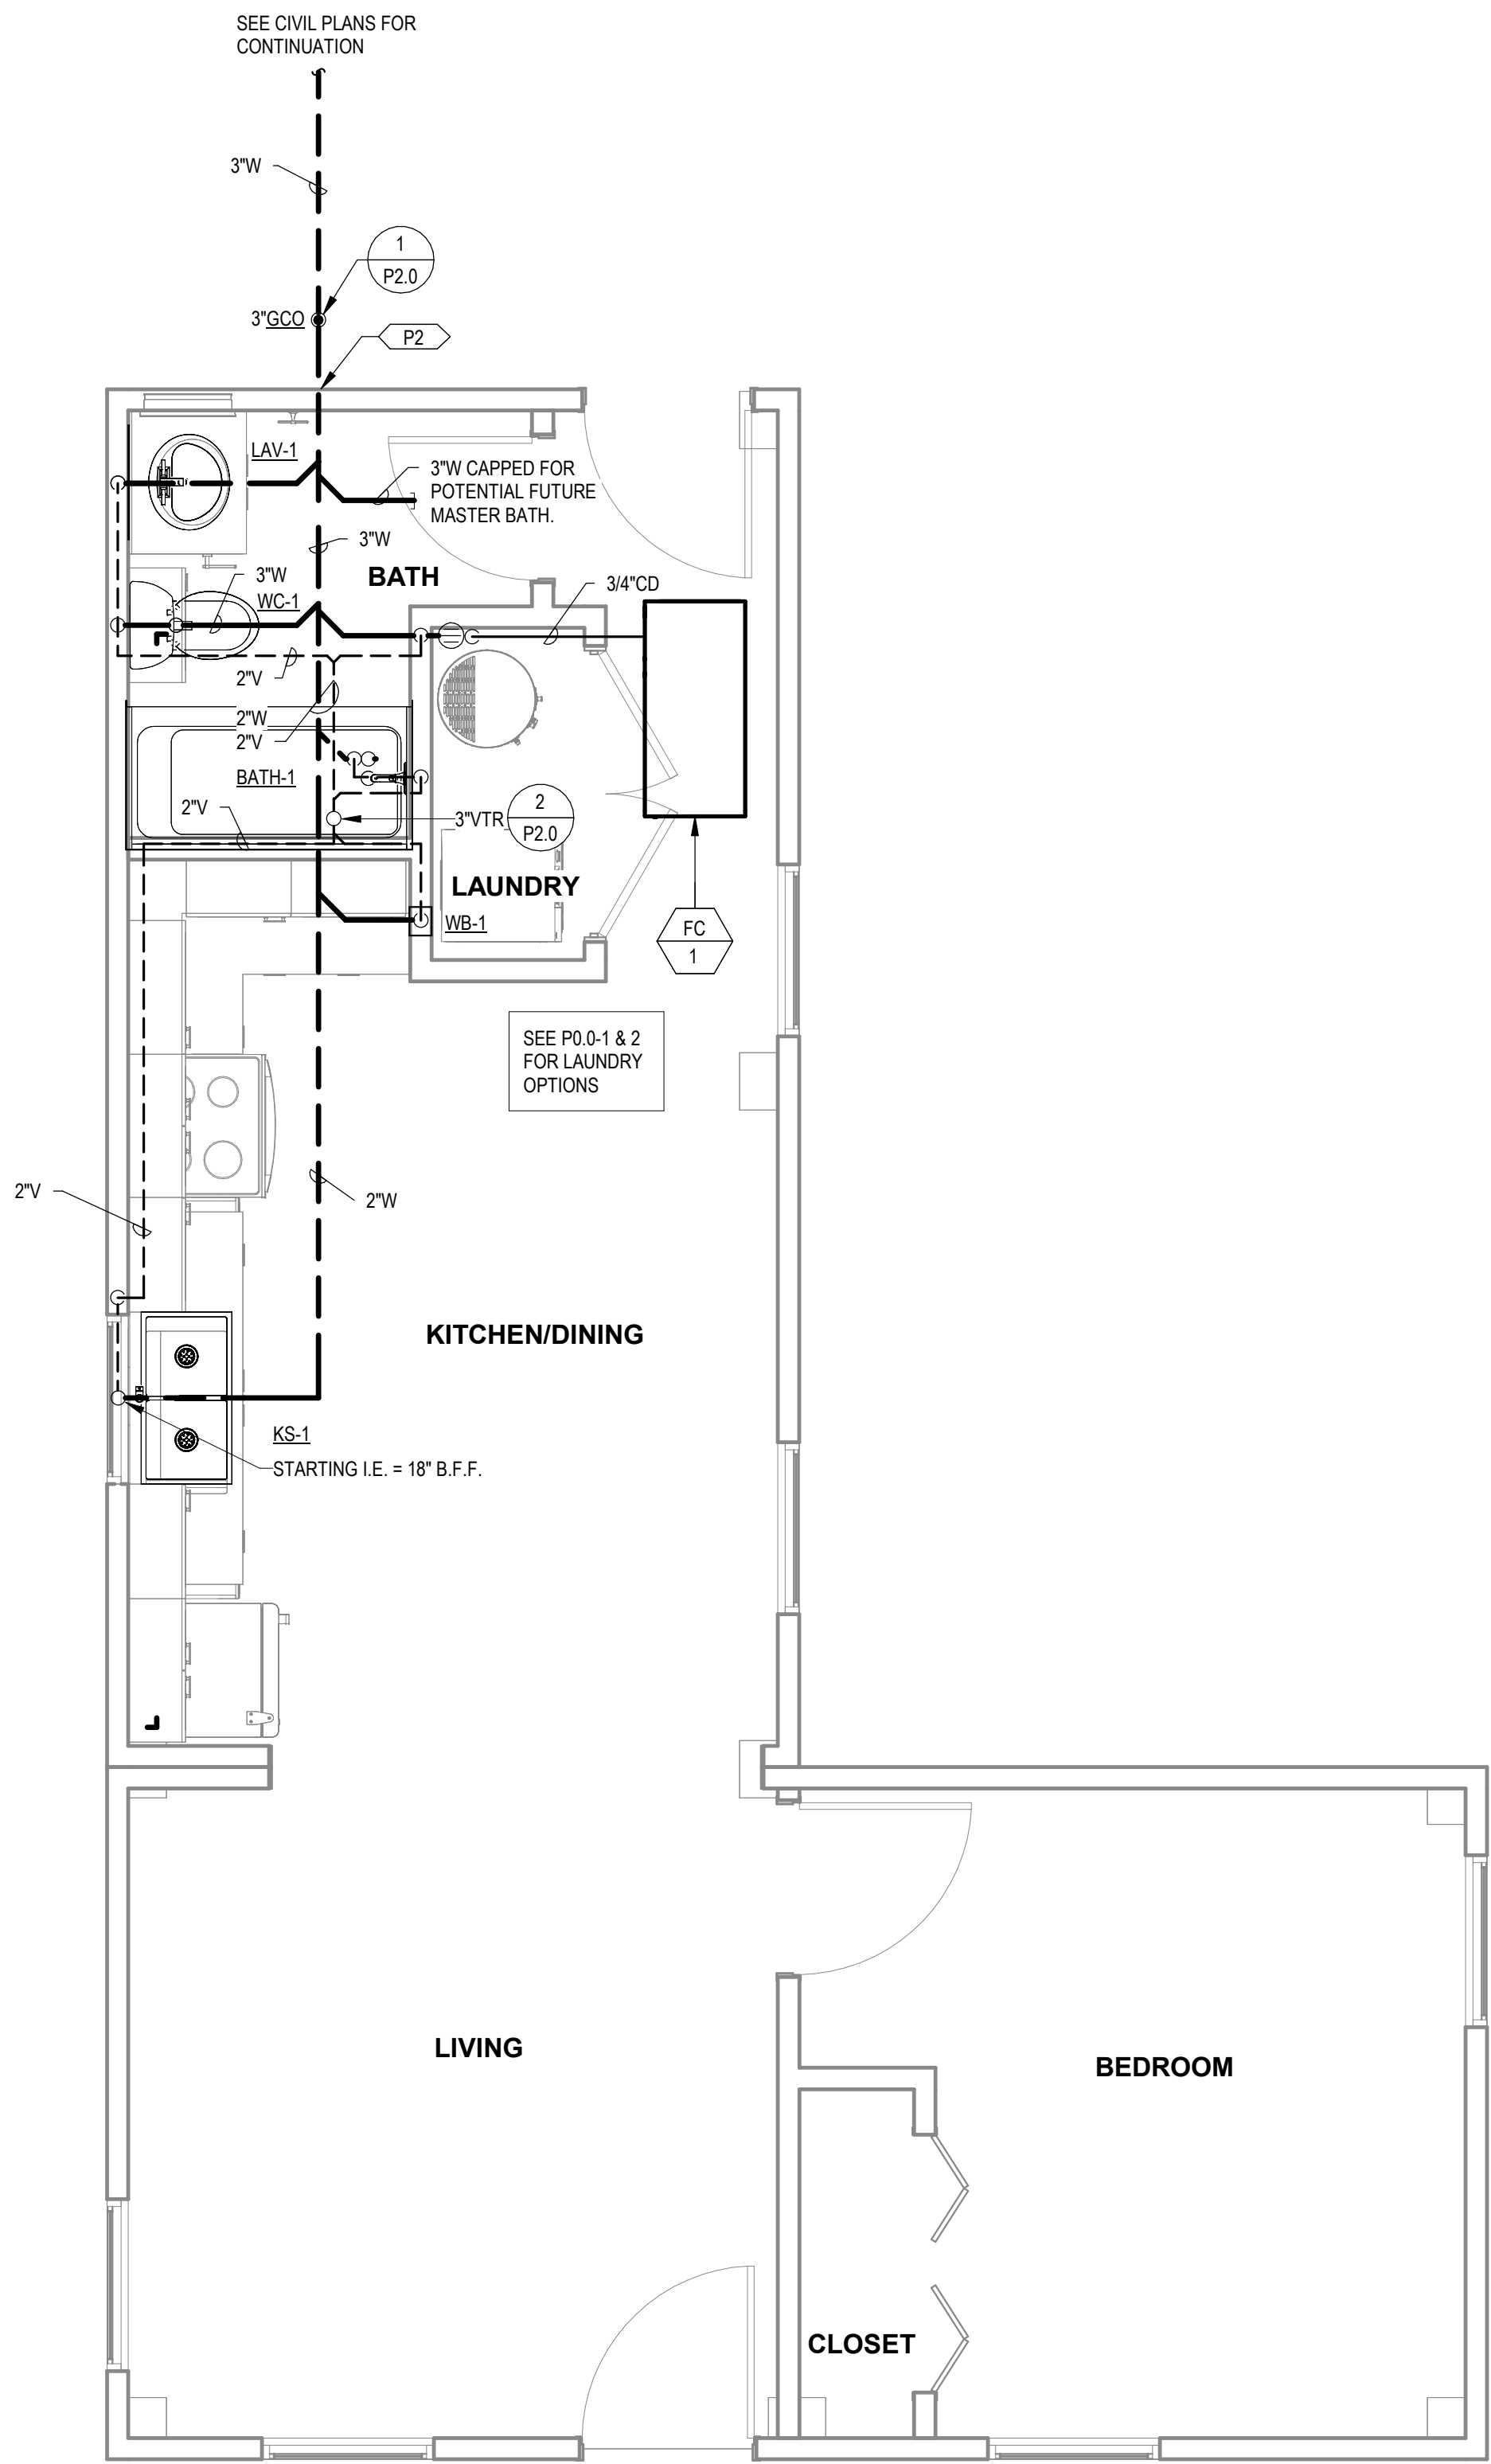 SEE CIVIL PLANS FOR
CONTINUATION
3"W
1
P2.0
3"GCO
P2
LAV-1
3"W CAPPED FOR
POTENTIAL FUTURE
MASTER BATH.
3"W
BATH
3"W
3/4"CD
WC-1
2"V
2"W
2"V
BATH-1
2"V
3"VTR
2
P2.0
LAUNDRY
WB-1
FC
1
SEE P0.0-1 & 2
FOR LAUNDRY
OPTIONS
2"V
2"W
KITCHEN/DINING
KS-1
STARTING I.E. = 18" B.F.F.
LIVING
BEDROOM
CLOSET